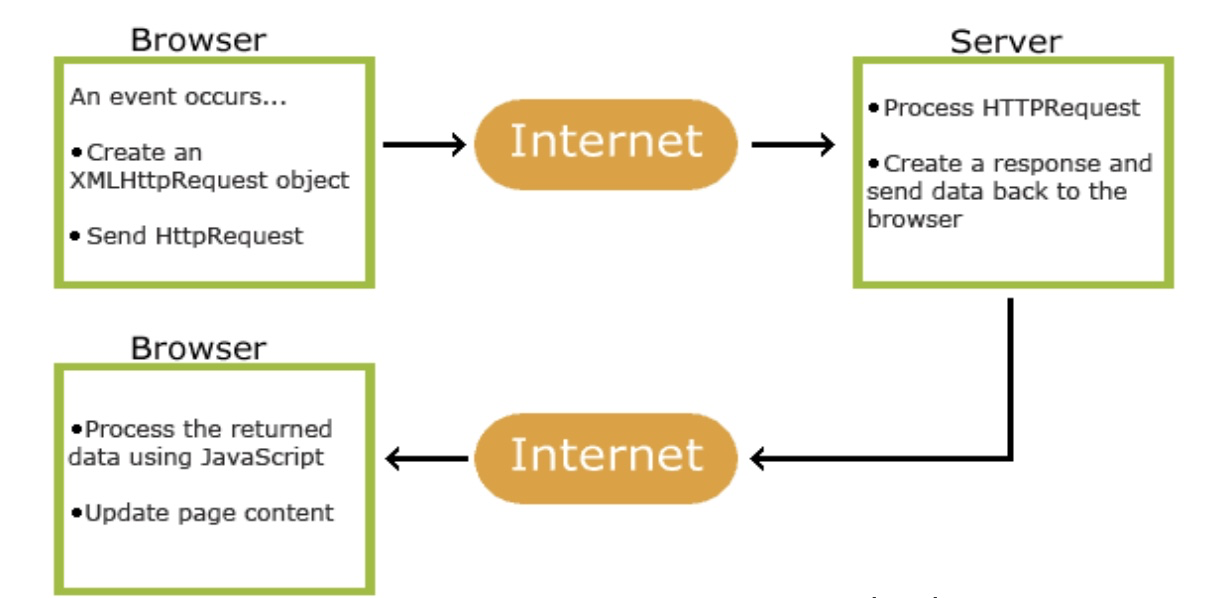 Browser
An event occurs...
•Create an
XMLHttpRequest object
• Send HttpRequest
Internet
Server
•Process HTTPRequest
•Create a response and
send data back to the
browser
Browser
•Process the returned
data using JavaScript
•Update page content
Internet